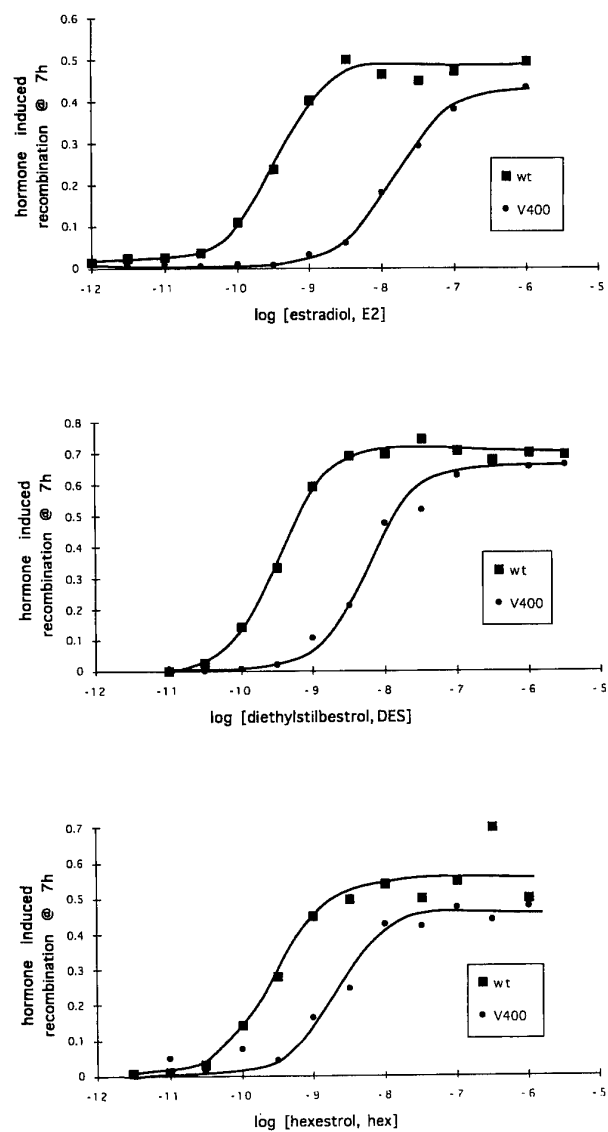 hormone induced
recombination @ 7h
0.6
0.5
0.4
0.3
0.2
0.1
0
wt
V400
-12 -11 -10 -9 -8 -7 -6 -5
log [estradiol, E2]
hormone induced
recombination @ 7h
0.8
0.7
0.6
0.5
0.4
0.3
0.2
0.1
0
wt
V400
-12 -11 -10 -9 -8 -7 -6 -5
log [diethylstilbestrol, DES]
hormone induced
recombination @ 7h
0.7
0.6
0.5
0.4
0.3
0.2
0.1
0
wt
V400
-12 -11 -10 -9 -8 -7 -6 -5
log [hexestrol, hex]